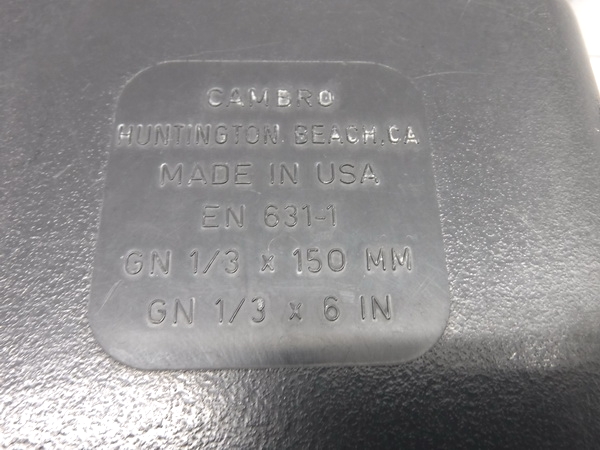 CAMBRO
HUNTINGTON BEACH, CA
MADE IN USA
EN 631-1
GN 1/3 x 150 MM
GN 1/3 x 6 IN